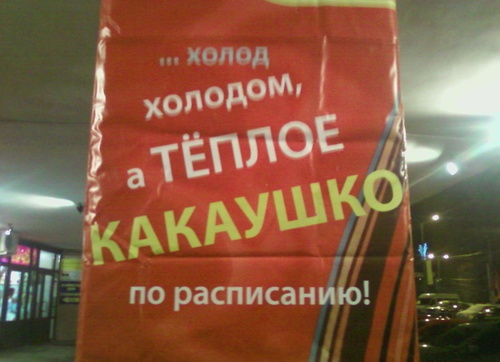 ... холод
холодом,
а ТЁПЛОЕ
КАКАУШКО
по расписанию!